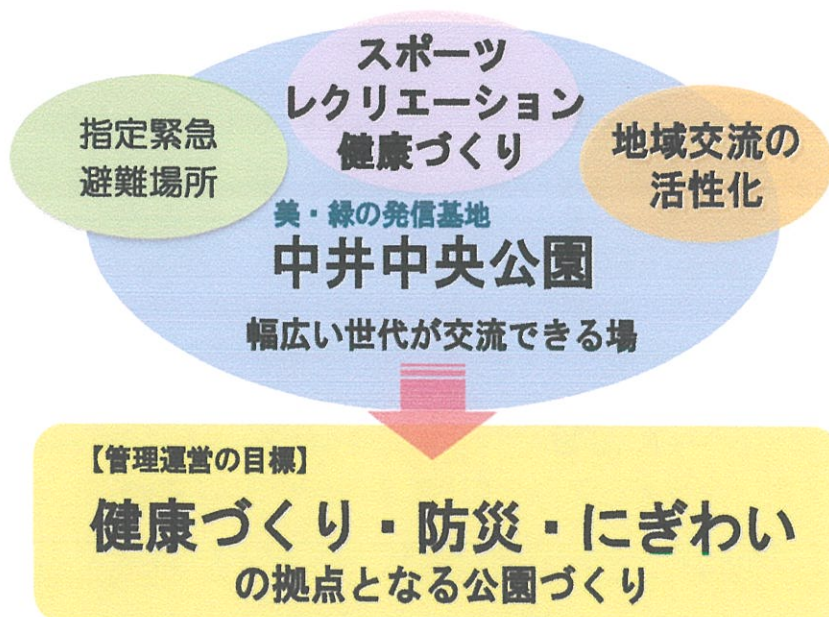 スポーツ
レクリエーション
健康づくり
指定緊急
避難場所
地域交流の
活性化
美・緑の発信基地
中井中央公園
幅広い世代が交流できる場
【管理運営の目標】
健康づくり・防災・にぎわい
の拠点となる公園づくり